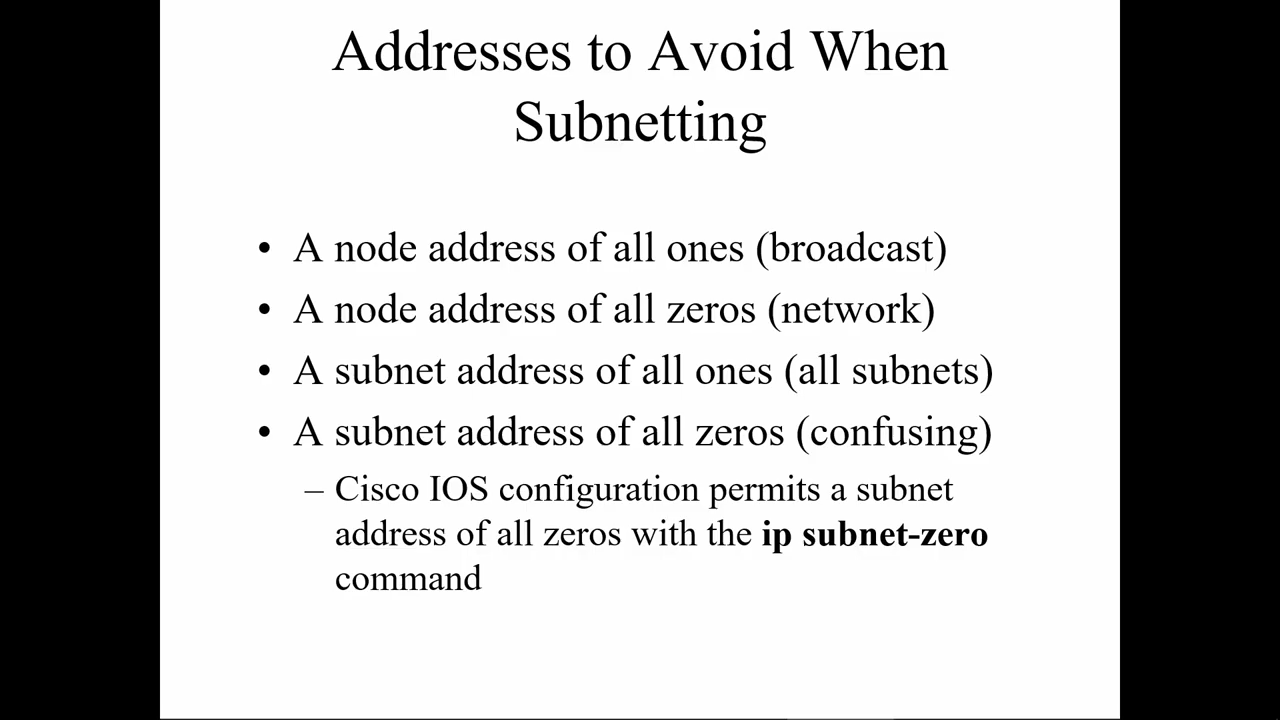 Addresses to Avoid When
Subnetting
• A node address of all ones (broadcast)
• A node address of all zeros (network)
• A subnet address of all ones (all subnets)
• A subnet address of all zeros (confusing)
– Cisco IOS configuration permits a subnet
address of all zeros with the ip subnet-zero
command